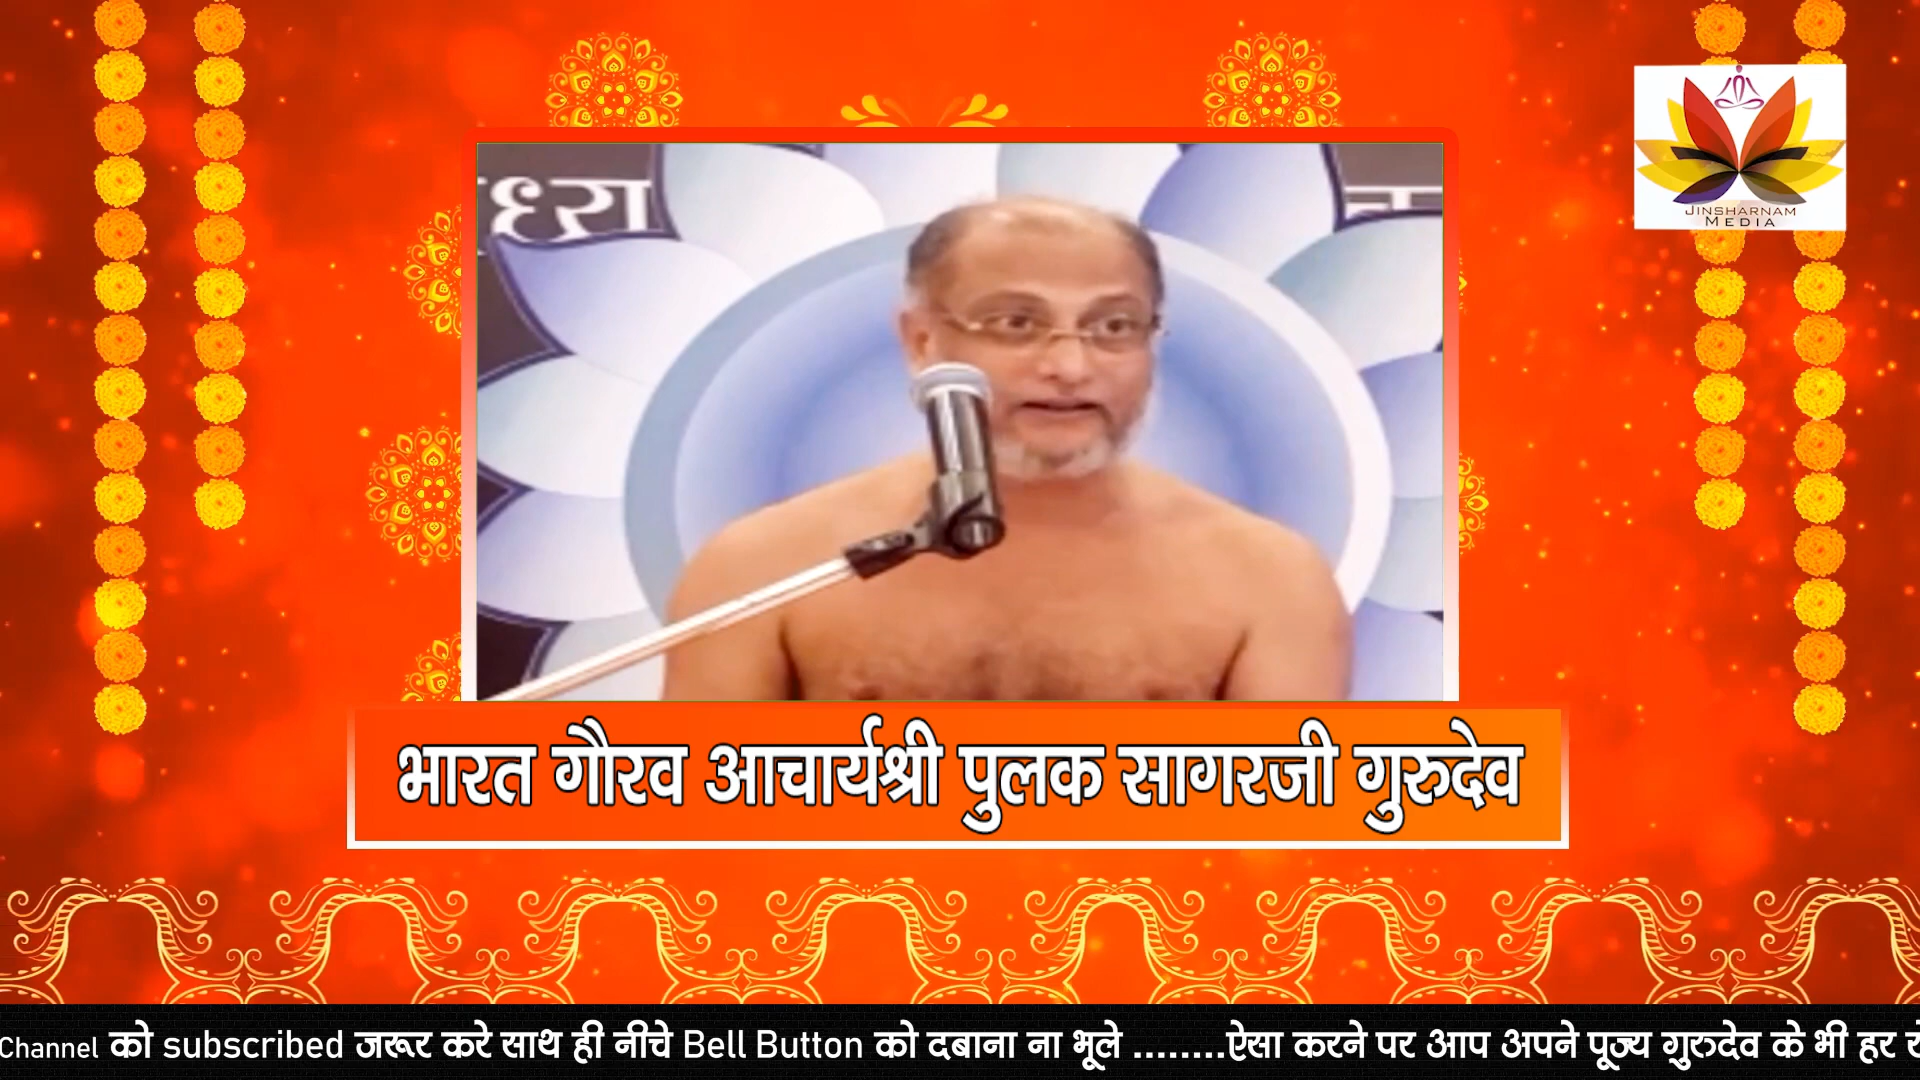 JINSHARNAM
MEDIA
भारत गौरव आचार्यश्री पुलक सागरजी गुरुदेव
Channel को subscribed जरूर करे साथ ही नीचे Bell Button को दबाना ना भूले ........ऐसा करने पर आप अपने पूज्य गुरुदेव के भी हर